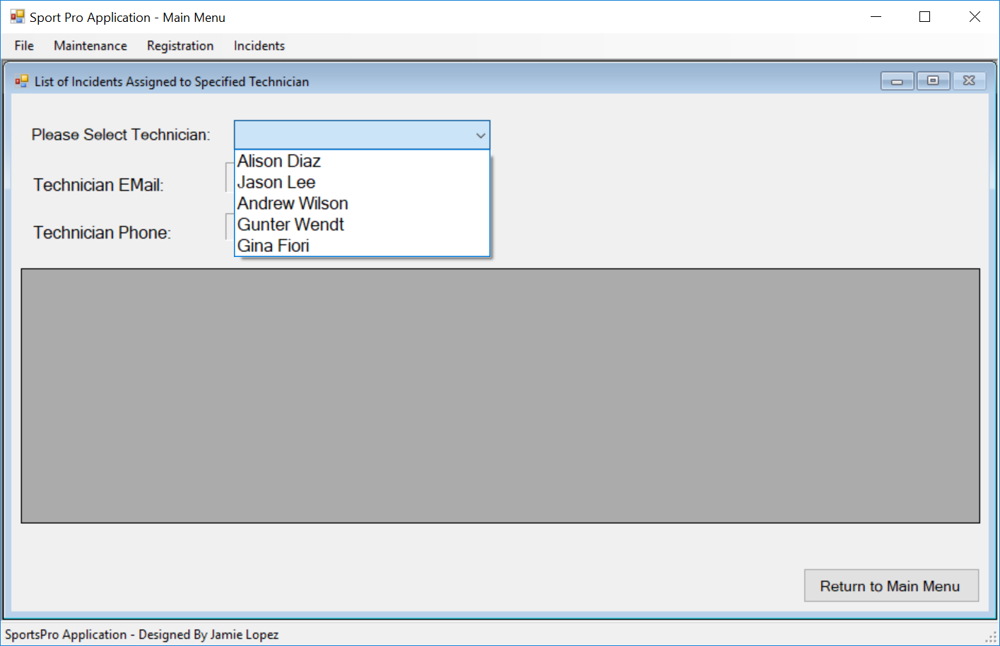 Sport Pro Application - Main Menu
File Maintenance Registration Incidents
List of Incidents Assigned to Specified Technician
Please Select Technician:
Alison Diaz
Jason Lee
Andrew Wilson
Gunter Wendt
Gina Fiori
Technician EMail:
Technician Phone:
Return to Main Menu
SportsPro Application - Designed By Jamie Lopez